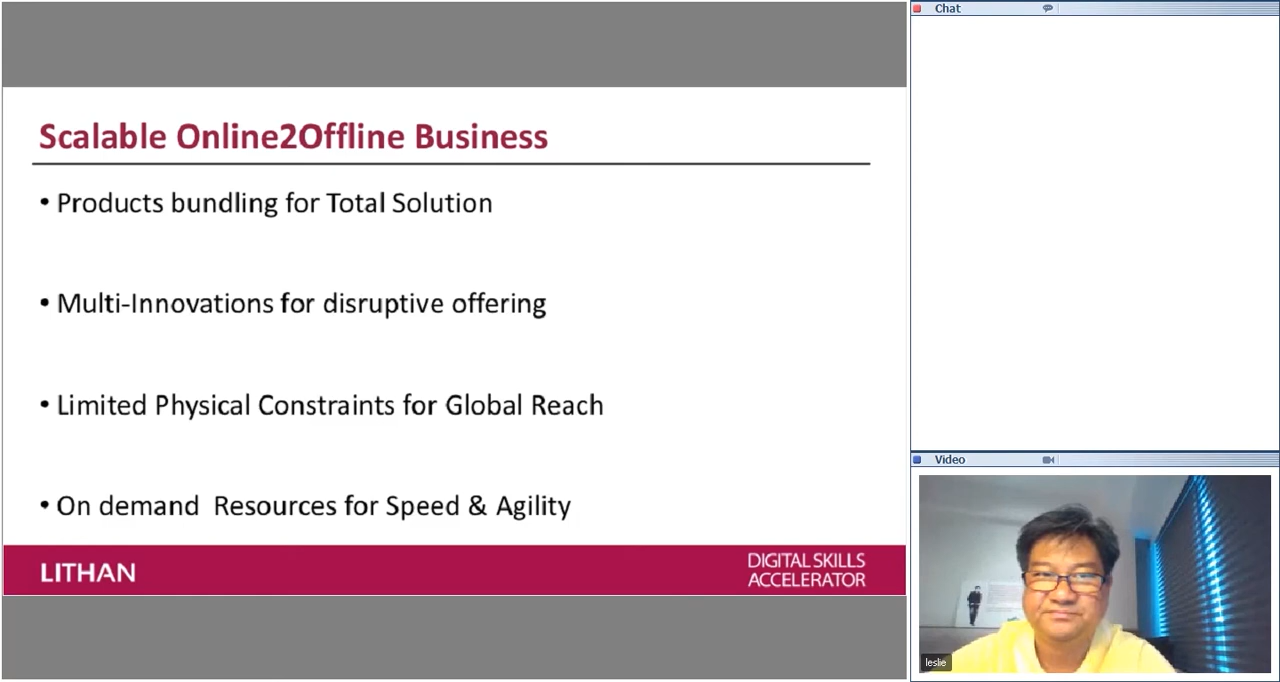 Scalable Online2Offline Business
• Products bundling for Total Solution
• Multi-Innovations for disruptive offering
• Limited Physical Constraints for Global Reach
• On demand  Resources for Speed & Agility
LITHAN
DIGITAL SKILLS
ACCELERATOR
Chat
Video
leslie